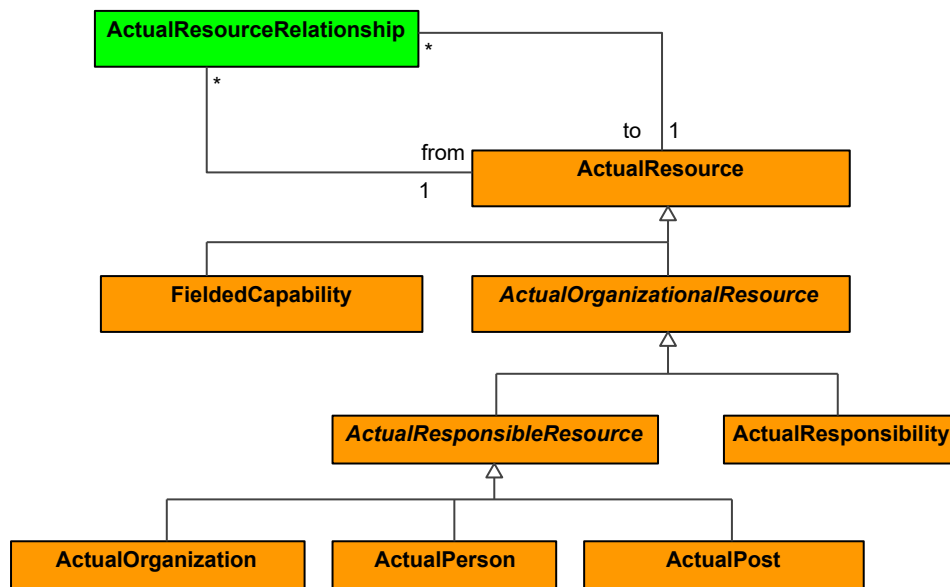 ActualResourceRelationship
*
*
to
1
from
1
ActualResource
FieldedCapability
ActualOrganizationalResource
ActualResponsibleResource
ActualResponsibility
ActualOrganization
ActualPerson
ActualPost